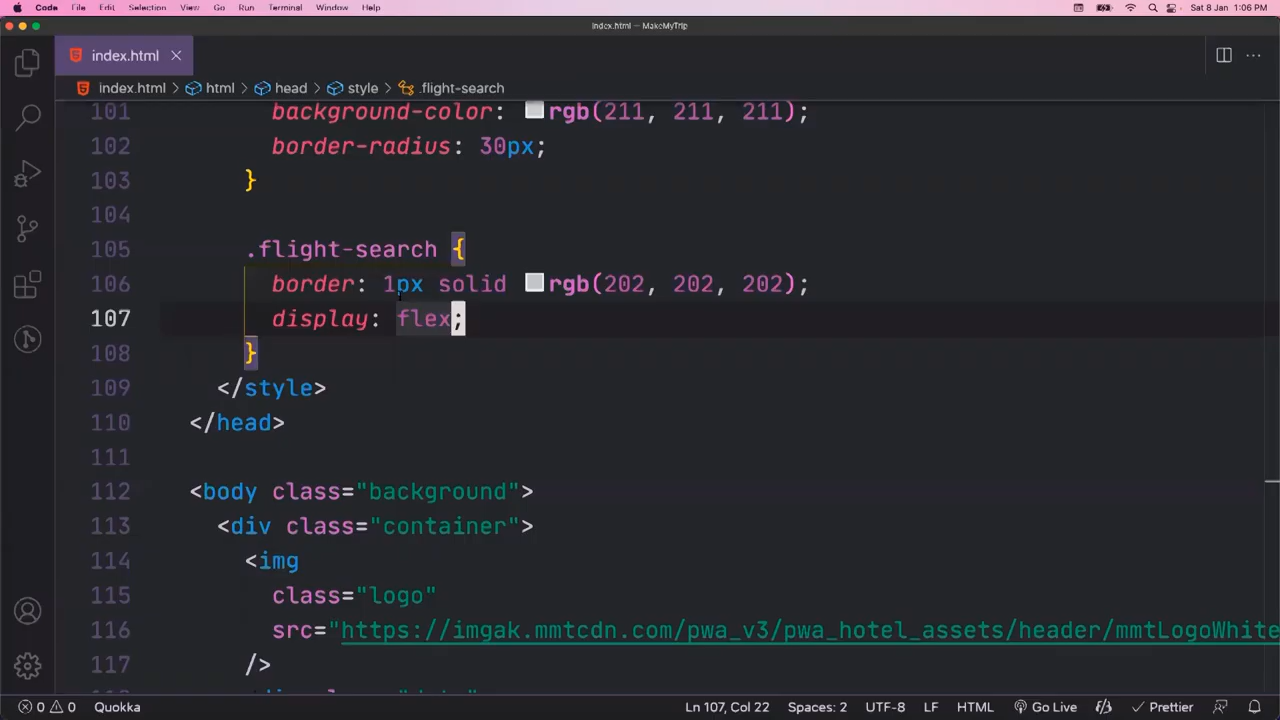 Code File Edit Selection View Go Run Terminal Window Help Sat 8 Jan 1:06 PM
index.html — MakeMyTrip
index.html
index.html > html > head > style > .flight-search
101 background-color: rgb(211, 211, 211);
102 border-radius: 30px;
103 }
104
105 .flight-search {
106 border: 1px solid rgb(202, 202, 202);
107 display: flex;
108 }
109 </style>
110 </head>
111
112 <body class="background">
113 <div class="container">
114 <img
115 class="logo"
116 src="https://imgak.mmtcdn.com/pwa_v3/pwa_hotel_assets/header/mmtLogoWhite
117 />
0 0 Quokka Ln 107, Col 22 Spaces: 2 UTF-8 LF HTML Go Live Prettier